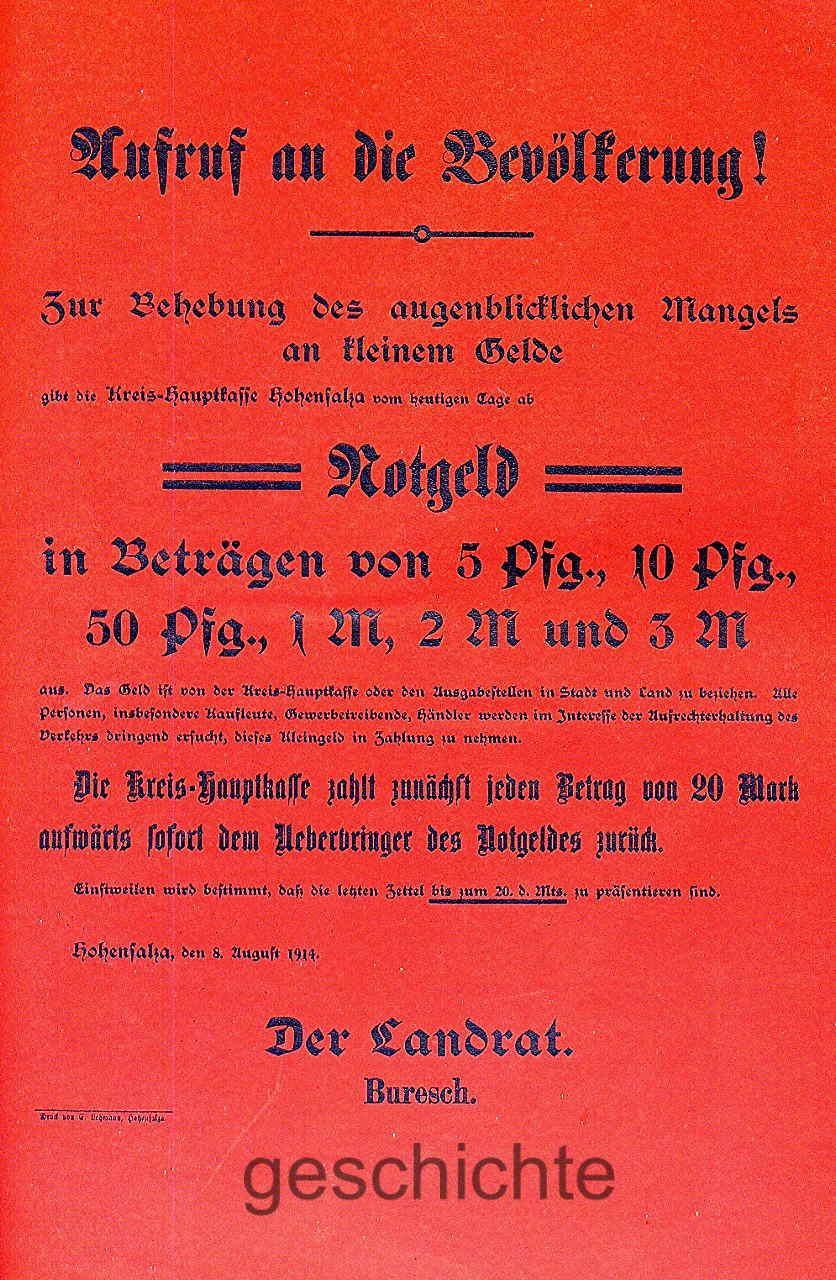 Aufruf an die Bevölkerung!
Zur Behebung des augenblicklichen Mangels
an kleinem Gelde
gibt die Kreis-Hauptkasse Hohensalza vom heutigen Tage ab
Notgeld
in Beträgen von 5 Pfg., 10 Pfg.,
50 Pfg., 1 M, 2 M und 3 M
aus. Das Geld ist von der Kreis-Hauptkasse oder den Ausgabestellen in Stadt und Land zu beziehen. Alle
Personen, insbesondere Kaufleute, Gewerbetreibende, Händler werden im Interesse der Aufrechterhaltung des
Verkehrs dringend ersucht, dieses Kleingeld in Zahlung zu nehmen.
Die Kreis-Hauptkasse zahlt zunächst jeden Betrag von 20 Mark
aufwärts sofort dem Ueberbringer des Notgeldes zurück.
Einstweilen wird bestimmt, daß die letzten Zettel bis zum 20. d. Mts. zu präsentieren sind.
Hohensalza, den 8. August 1914.
Der Landrat.
Buresch.
Druck von E. Lehmann, Hohensalza.
geschichte